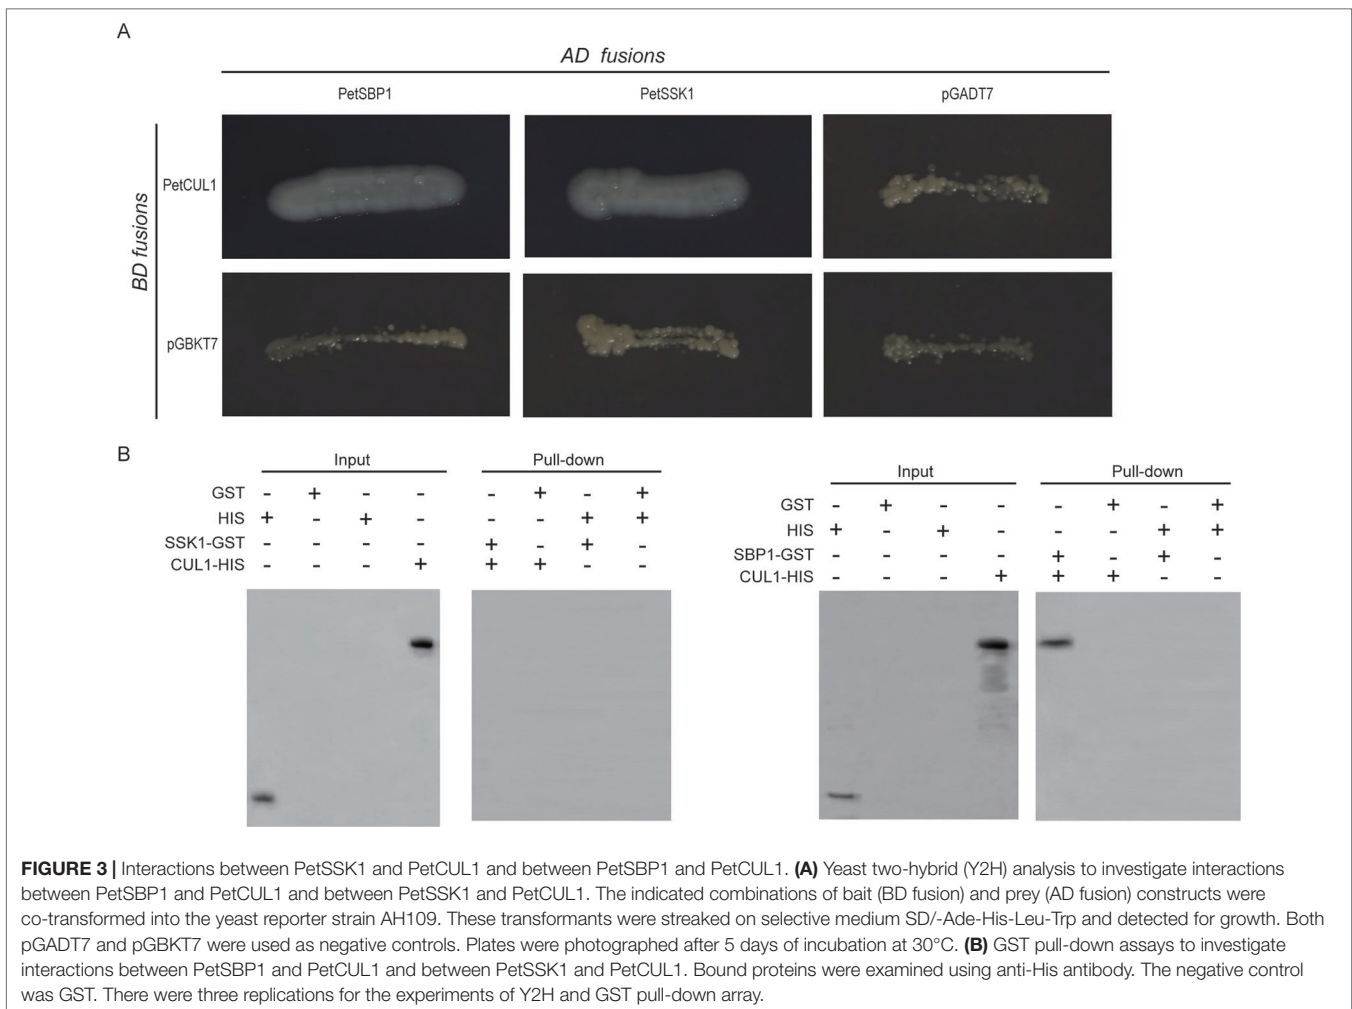 A
AD fusions
PetSBP1 PetSSK1 pGADT7
BD fusions
PetCUL1
pGBKT7
B
Input Pull-down
GST - + - - - + - +
HIS + - + - - - + +
SSK1-GST - - - - + - + -
CUL1-HIS - - - + + + - -
Input Pull-down
GST - + - - - + - +
HIS + - + - - - + +
SBP1-GST - - - - + - + -
CUL1-HIS - - - + + + - -
FIGURE 3 | Interactions between PetSSK1 and PetCUL1 and between PetSBP1 and PetCUL1. (A) Yeast two-hybrid (Y2H) analysis to investigate interactions
between PetSBP1 and PetCUL1 and between PetSSK1 and PetCUL1. The indicated combinations of bait (BD fusion) and prey (AD fusion) constructs were
co-transformed into the yeast reporter strain AH109. These transformants were streaked on selective medium SD/-Ade-His-Leu-Trp and detected for growth. Both
pGADT7 and pGBKT7 were used as negative controls. Plates were photographed after 5 days of incubation at 30°C. (B) GST pull-down assays to investigate
interactions between PetSBP1 and PetCUL1 and between PetSSK1 and PetCUL1. Bound proteins were examined using anti-His antibody. The negative control
was GST. There were three replications for the experiments of Y2H and GST pull-down array.